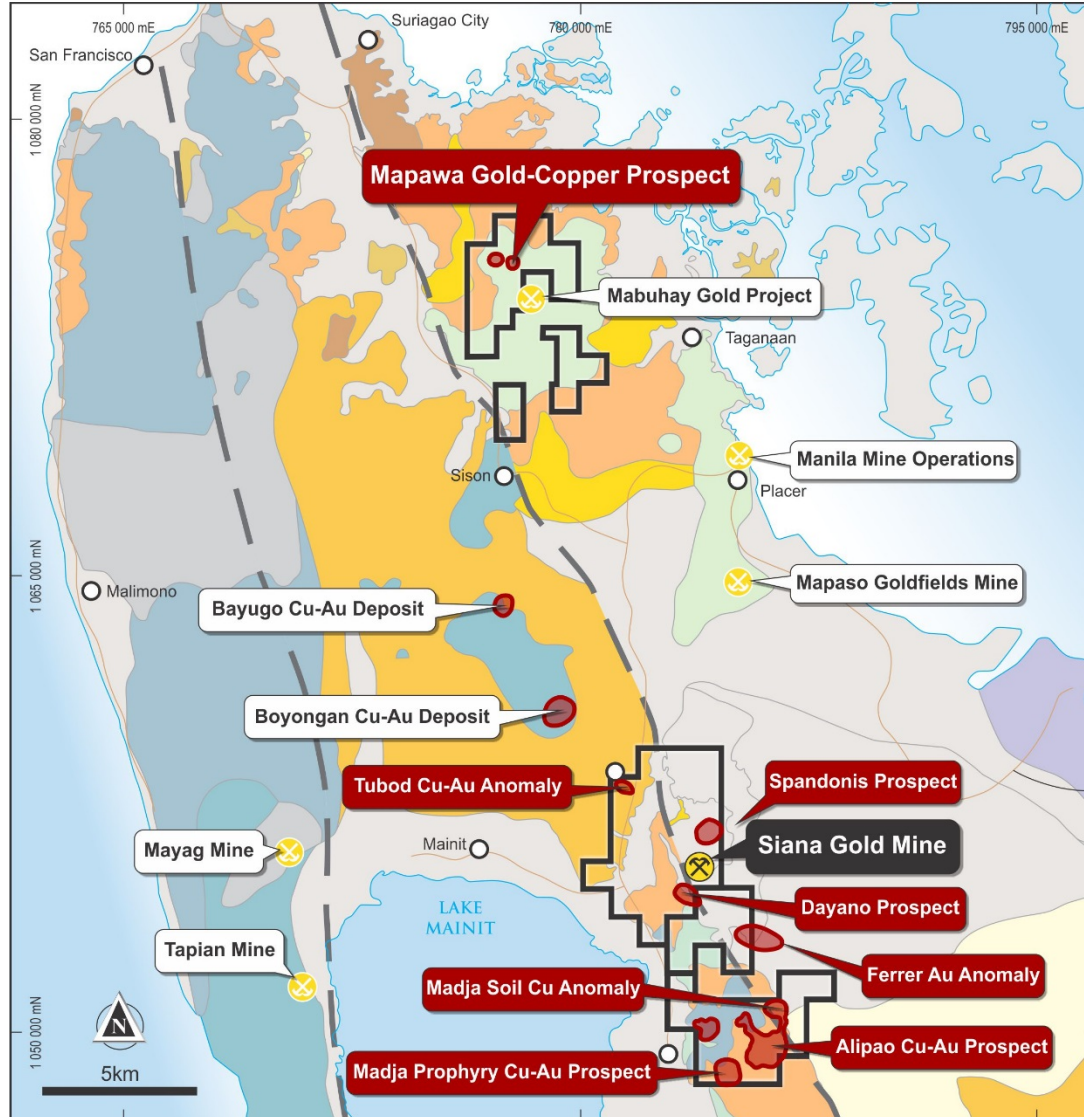 765 000 mE
Suriagao City
780 000 mE
795 000 mE
San Francisco
1 080 000 mN
Mapawa Gold-Copper Prospect
Mabuhay Gold Project
Taganaan
Manila Mine Operations
Sison
Placer
1 065 000 mN
Mapaso Goldfields Mine
Malimono
Bayugo Cu-Au Deposit
Boyongan Cu-Au Deposit
Tubod Cu-Au Anomaly
Spandonis Prospect
Mayag Mine
Mainit
Siana Gold Mine
LAKE
MAINIT
Dayano Prospect
Tapian Mine
Ferrer Au Anomaly
Madja Soil Cu Anomaly
1 050 000 mN
N
Alipao Cu-Au Prospect
5km
Madja Prophyry Cu-Au Prospect